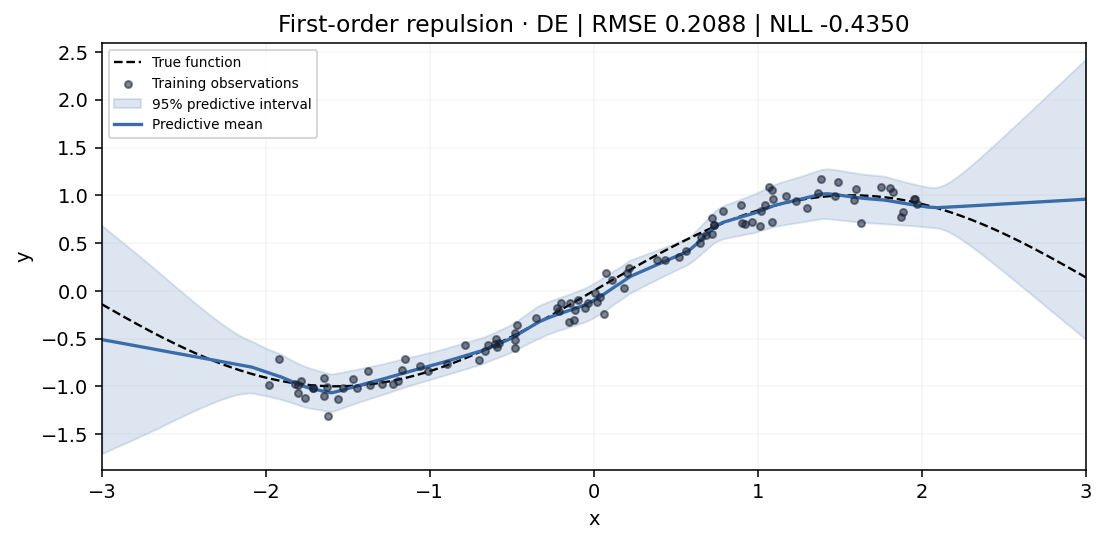 First-order repulsion · DE | RMSE 0.2088 | NLL -0.4350
True function
Training observations
95% predictive interval
Predictive mean
2.5
2.0
1.5
1.0
0.5
0.0
−0.5
−1.0
−1.5
y
−3
−2
−1
0
1
2
3
x